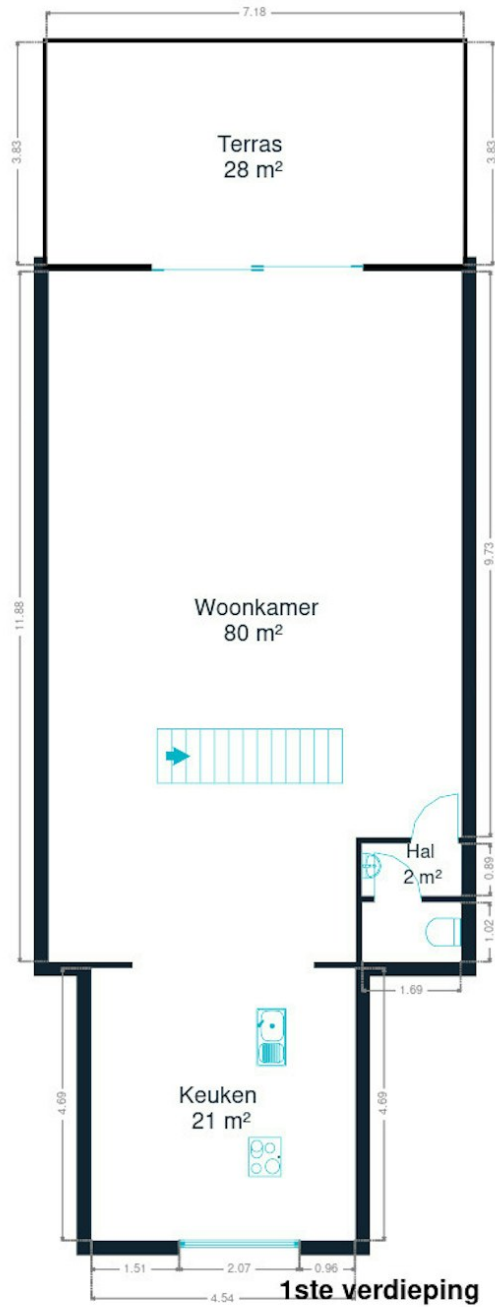 7.18
3.83
3.83
Terras
28 m²
11.88
9.73
Woonkamer
80 m²
Hal
2 m²
0.89
1.02
1.69
4.69
4.69
Keuken
21 m²
1.51
2.07
0.96
4.54
1ste verdieping